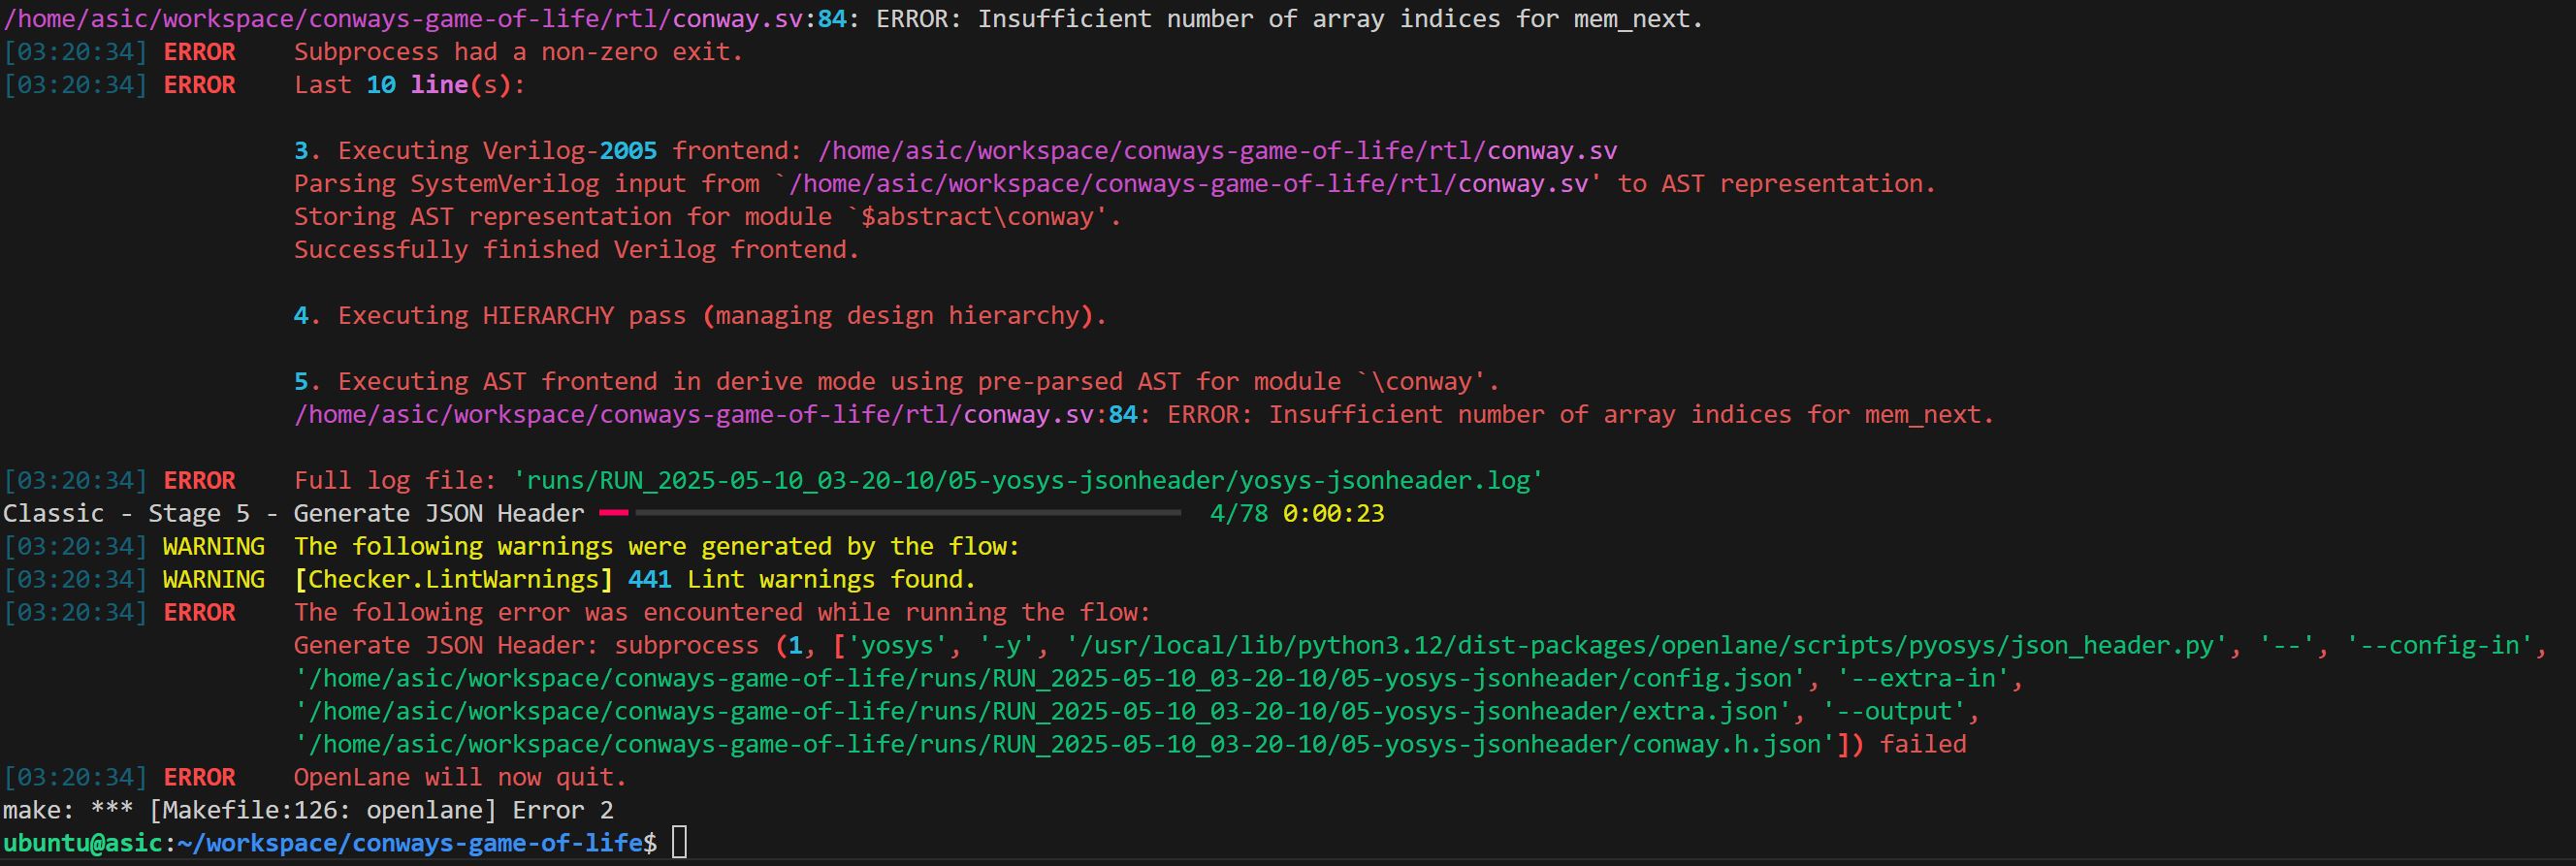 /home/asic/workspace/conways-game-of-life/rtl/conway.sv:84: ERROR: Insufficient number of array indices for mem_next.
[03:20:34] ERROR    Subprocess had a non-zero exit.
[03:20:34] ERROR    Last 10 line(s):
3. Executing Verilog-2005 frontend: /home/asic/workspace/conways-game-of-life/rtl/conway.sv
Parsing SystemVerilog input from `/home/asic/workspace/conways-game-of-life/rtl/conway.sv' to AST representation.
Storing AST representation for module `$abstract\conway'.
Successfully finished Verilog frontend.
4. Executing HIERARCHY pass (managing design hierarchy).
5. Executing AST frontend in derive mode using pre-parsed AST for module `\conway'.
/home/asic/workspace/conways-game-of-life/rtl/conway.sv:84: ERROR: Insufficient number of array indices for mem_next.
[03:20:34] ERROR    Full log file: 'runs/RUN_2025-05-10_03-20-10/05-yosys-jsonheader/yosys-jsonheader.log'
Classic - Stage 5 - Generate JSON Header 4/78 0:00:23
[03:20:34] WARNING  The following warnings were generated by the flow:
[03:20:34] WARNING  [Checker.LintWarnings] 441 Lint warnings found.
[03:20:34] ERROR    The following error was encountered while running the flow:
Generate JSON Header: subprocess (1, ['yosys', '-y', '/usr/local/lib/python3.12/dist-packages/openlane/scripts/pyosys/json_header.py', '--', '--config-in',
'/home/asic/workspace/conways-game-of-life/runs/RUN_2025-05-10_03-20-10/05-yosys-jsonheader/config.json', '--extra-in',
'/home/asic/workspace/conways-game-of-life/runs/RUN_2025-05-10_03-20-10/05-yosys-jsonheader/extra.json', '--output',
'/home/asic/workspace/conways-game-of-life/runs/RUN_2025-05-10_03-20-10/05-yosys-jsonheader/conway.h.json']) failed
[03:20:34] ERROR    OpenLane will now quit.
make: *** [Makefile:126: openlane] Error 2
ubuntu@asic:~/workspace/conways-game-of-life$